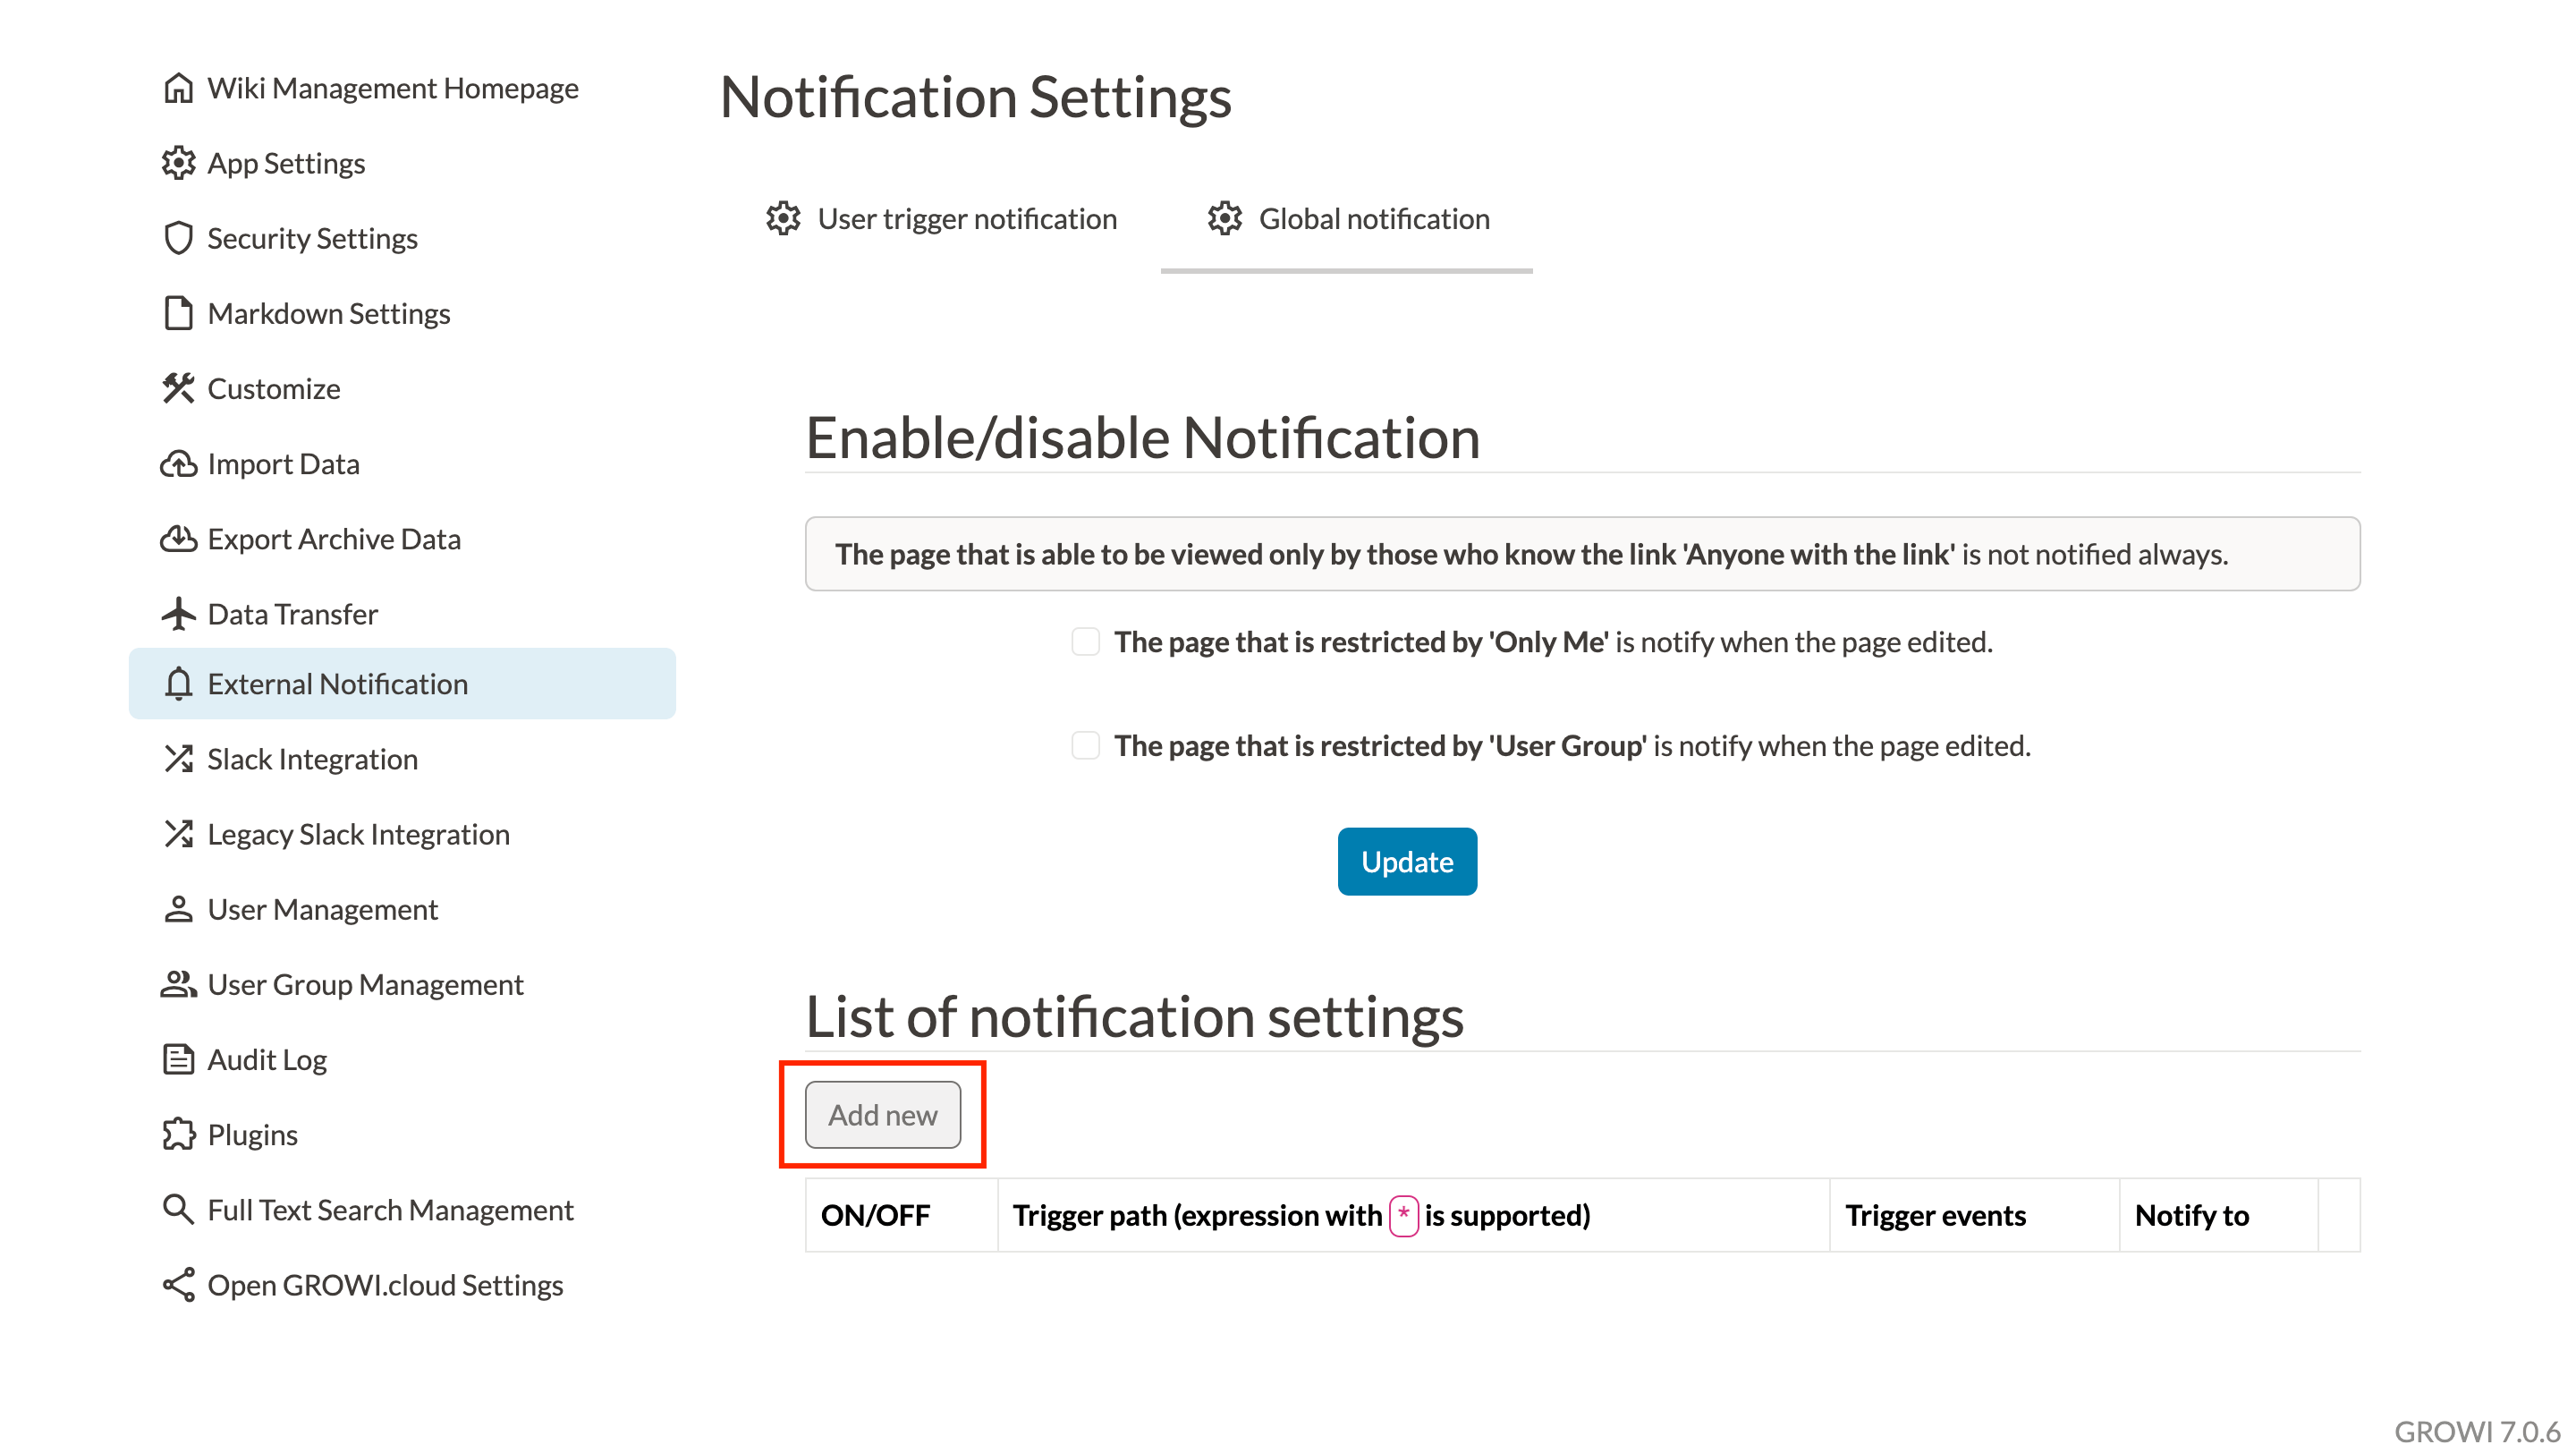 Wiki Management Homepage
App Settings
Security Settings
Markdown Settings
Customize
Import Data
Export Archive Data
Data Transfer
External Notification
Slack Integration
Legacy Slack Integration
User Management
User Group Management
Audit Log
Plugins
Full Text Search Management
Open GROWI.cloud Settings
Notification Settings
User trigger notification
Global notification
Enable/disable Notification
The page that is able to be viewed only by those who know the link 'Anyone with the link' is not notified always.
The page that is restricted by 'Only Me' is notify when the page edited.
The page that is restricted by 'User Group' is notify when the page edited.
Update
List of notification settings
Add new
ON/OFF Trigger path (expression with * is supported) Trigger events Notify to
GROWI 7.0.6